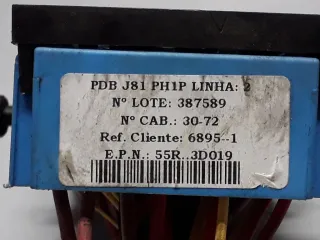 PDB J81 PH1P LINHA: 2
Nº LOTE: 387589
Nº CAB.: 30-72
Ref. Cliente: 6895--1
E.P.N.: 55R..3D019